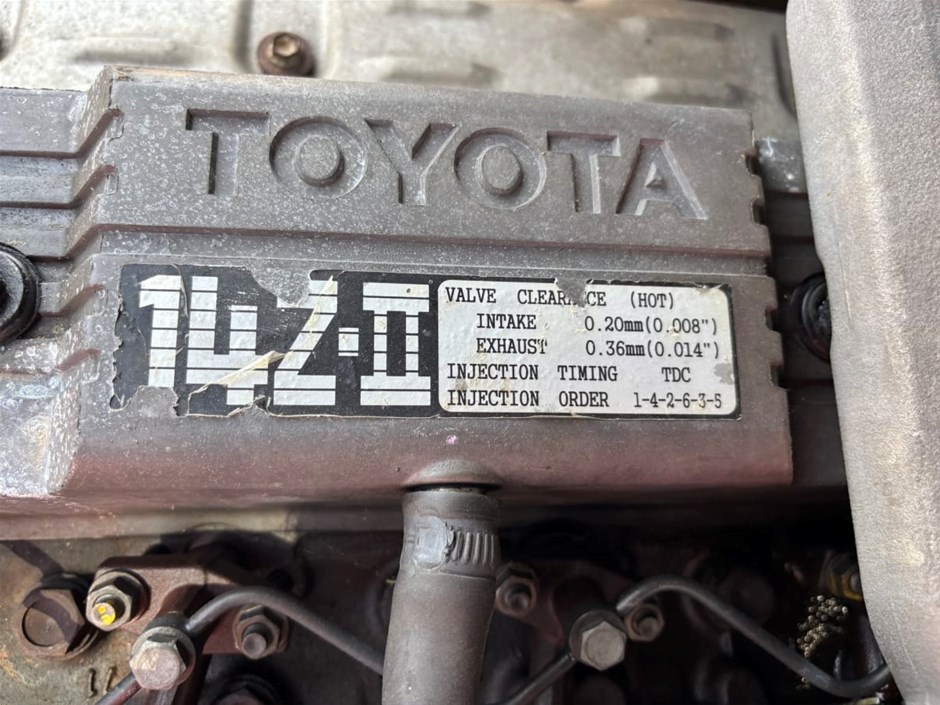 TOYOTA
14Z-II
VALVE CLEARANCE (HOT)
INTAKE 0.20mm(0.008")
EXHAUST 0.36mm(0.014")
INJECTION TIMING TDC
INJECTION ORDER 1-4-2-6-3-5